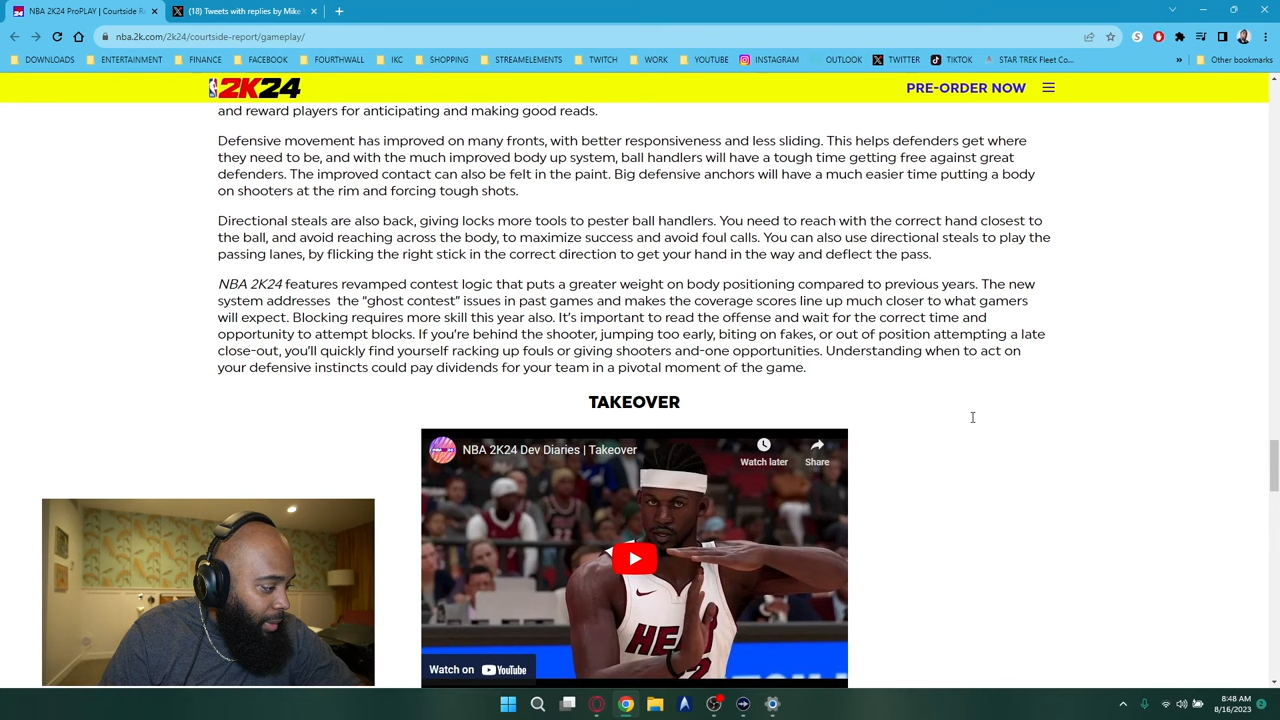 NBA 2K24 ProPLAY | Courtside R
(18) Tweets with replies by Mike
nba.2k.com/2k24/courtside-report/gameplay/
DOWNLOADS ENTERTAINMENT FINANCE FACEBOOK FOURTHWALL IKC SHOPPING STREAMELEMENTS TWITCH WORK YOUTUBE INSTAGRAM OUTLOOK TWITTER TIKTOK STAR TREK Fleet Co... » Other bookmarks
2K24 PRE-ORDER NOW
and reward players for anticipating and making good reads.
Defensive movement has improved on many fronts, with better responsiveness and less sliding. This helps defenders get where
they need to be, and with the much improved body up system, ball handlers will have a tough time getting free against great
defenders. The improved contact can also be felt in the paint. Big defensive anchors will have a much easier time putting a body
on shooters at the rim and forcing tough shots.
Directional steals are also back, giving locks more tools to pester ball handlers. You need to reach with the correct hand closest to
the ball, and avoid reaching across the body, to maximize success and avoid foul calls. You can also use directional steals to play the
passing lanes, by flicking the right stick in the correct direction to get your hand in the way and deflect the pass.
NBA 2K24 features revamped contest logic that puts a greater weight on body positioning compared to previous years. The new
system addresses the “ghost contest” issues in past games and makes the coverage scores line up much closer to what gamers
will expect. Blocking requires more skill this year also. It’s important to read the offense and wait for the correct time and
opportunity to attempt blocks. If you’re behind the shooter, jumping too early, biting on fakes, or out of position attempting a late
close-out, you’ll quickly find yourself racking up fouls or giving shooters and-one opportunities. Understanding when to act on
your defensive instincts could pay dividends for your team in a pivotal moment of the game.
TAKEOVER
NBA 2K24 Dev Diaries | Takeover
Watch later Share
HEA
Watch on YouTube
8:48 AM
8/16/2023